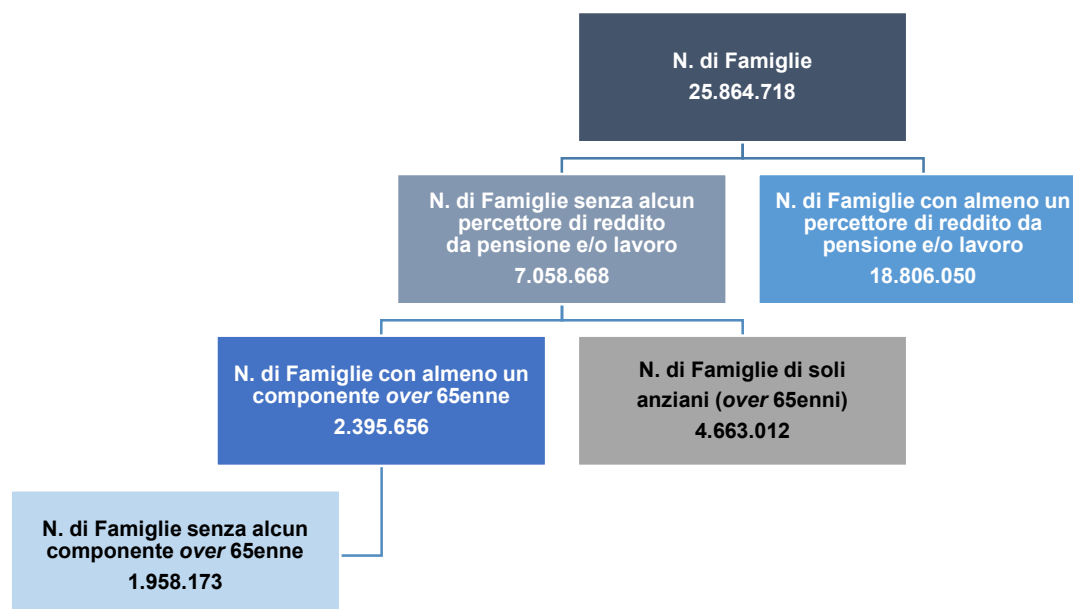 N. di Famiglie
25.864.718
N. di Famiglie senza alcun
percettore di reddito
da pensione e/o lavoro
7.058.668
N. di Famiglie con almeno un
percettore di reddito da
pensione e/o lavoro
18.806.050
N. di Famiglie con almeno un
componente over 65enne
2.395.656
N. di Famiglie di soli
anziani (over 65enni)
4.663.012
N. di Famiglie senza alcun
componente over 65enne
1.958.173